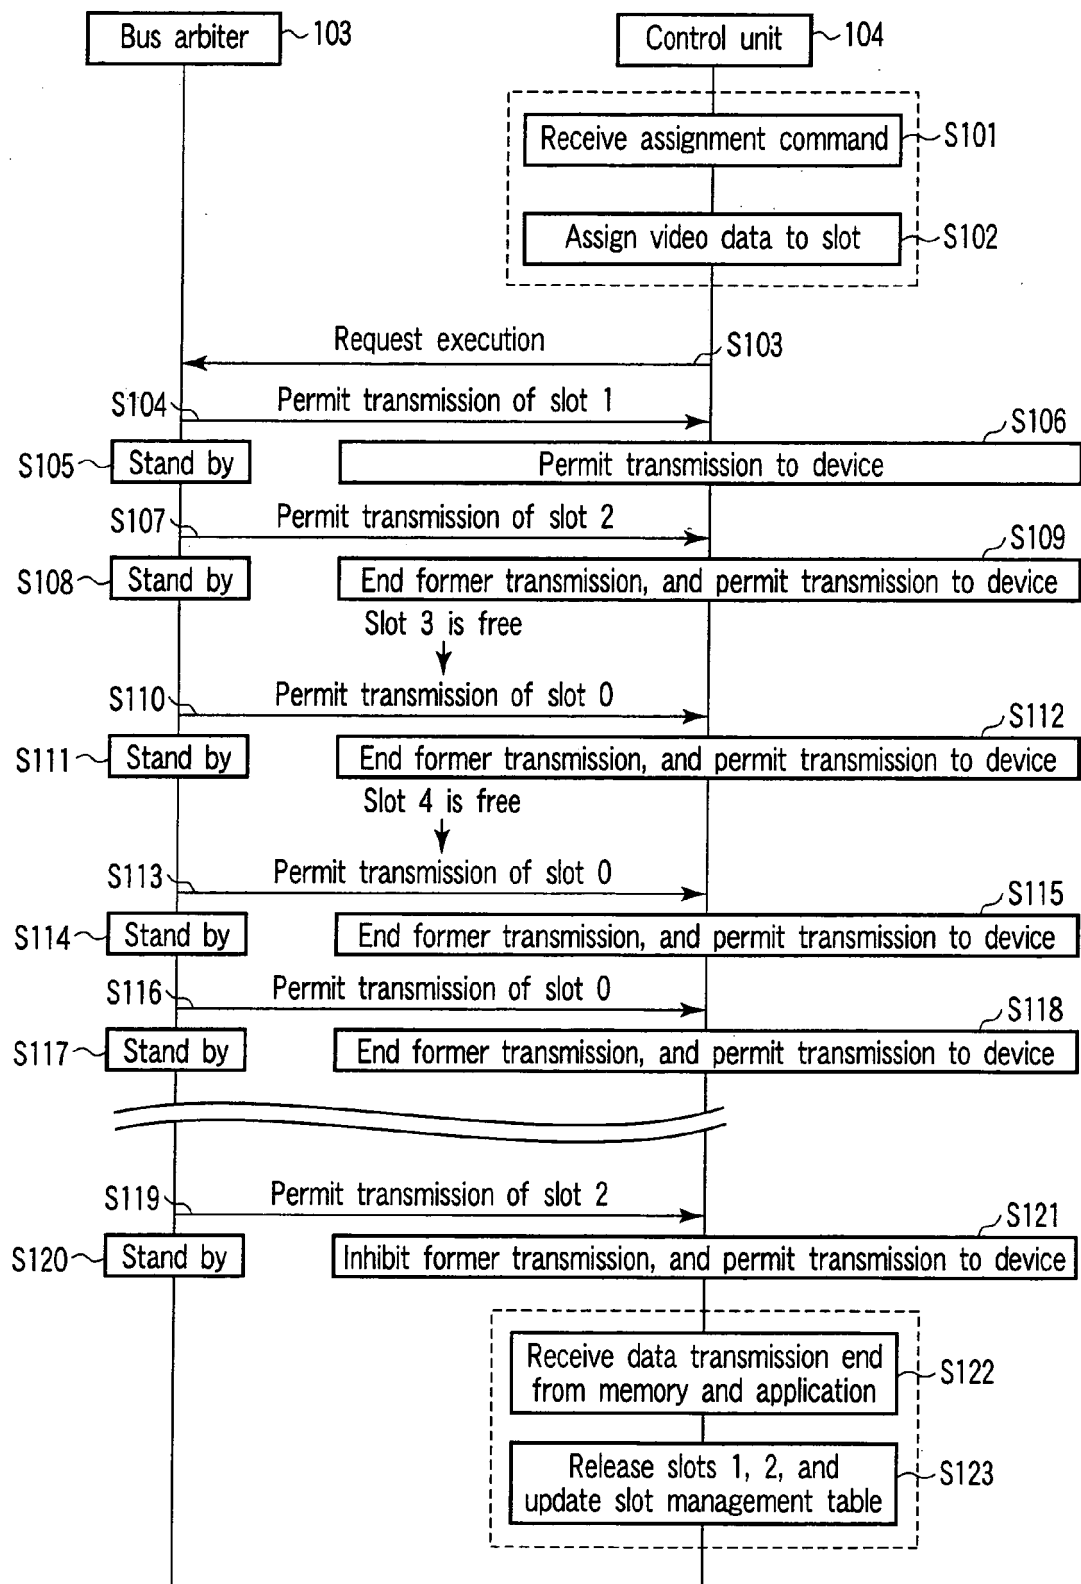 Bus arbiter 103
Control unit 104
Receive assignment command S101
Assign video data to slot S102
Request execution S103
S104 Permit transmission of slot 1
S105 Stand by
Permit transmission to device S106
S107 Permit transmission of slot 2
S108 Stand by
End former transmission, and permit transmission to device S109
Slot 3 is free
S110 Permit transmission of slot 0
S111 Stand by
End former transmission, and permit transmission to device S112
Slot 4 is free
S113 Permit transmission of slot 0
S114 Stand by
End former transmission, and permit transmission to device S115
S116 Permit transmission of slot 0
S117 Stand by
End former transmission, and permit transmission to device S118
S119 Permit transmission of slot 2
S120 Stand by
Inhibit former transmission, and permit transmission to device S121
Receive data transmission end
from memory and application S122
Release slots 1, 2, and
update slot management table S123